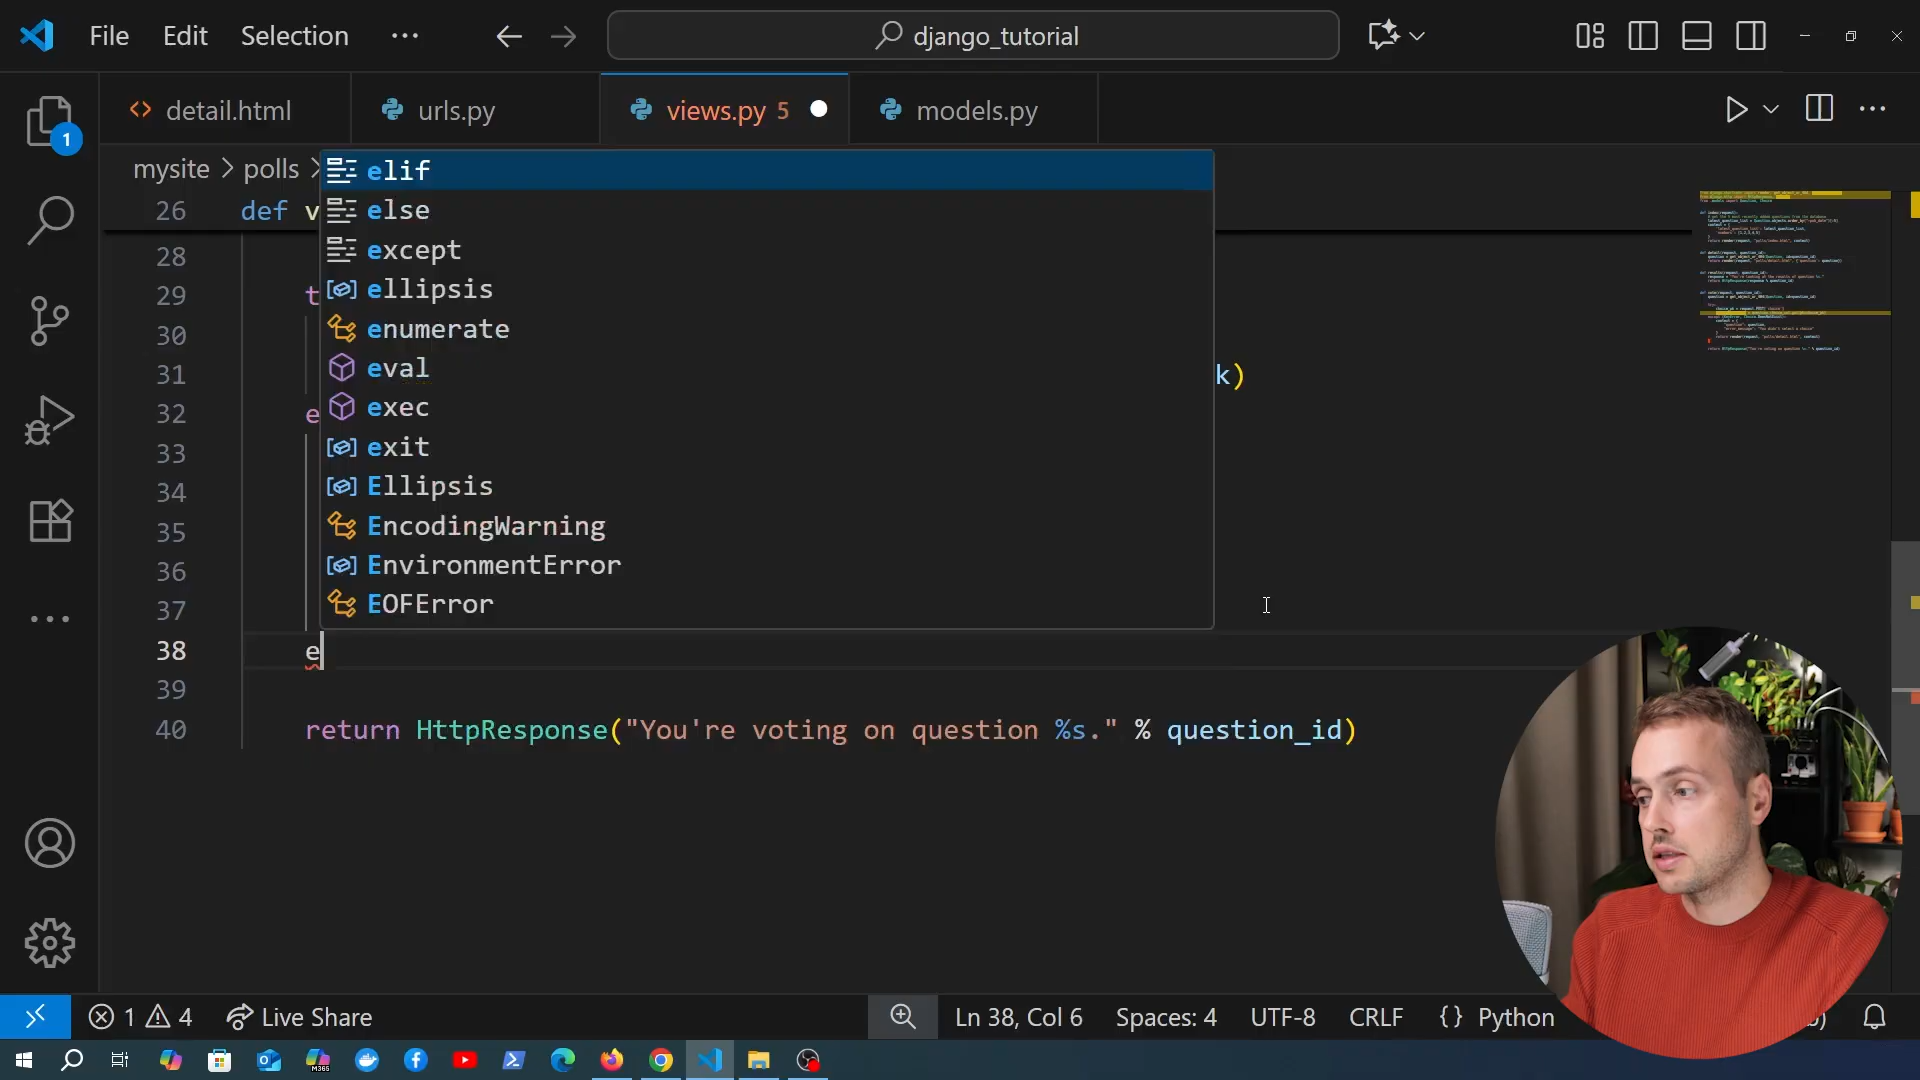 File Edit Selection ··· django_tutorial
detail.html urls.py views.py 5 models.py
mysite > polls >
26 def v
28
29 t
30
31 k)
32 e
33
34
35
36
37
38 e
39
40 return HttpResponse("You're voting on question %s." % question_id)
elif
else
except
ellipsis
enumerate
eval
exec
exit
Ellipsis
EncodingWarning
EnvironmentError
EOFError
1
1 4 Live Share Ln 38, Col 6 Spaces: 4 UTF-8 CRLF {} Python
M365